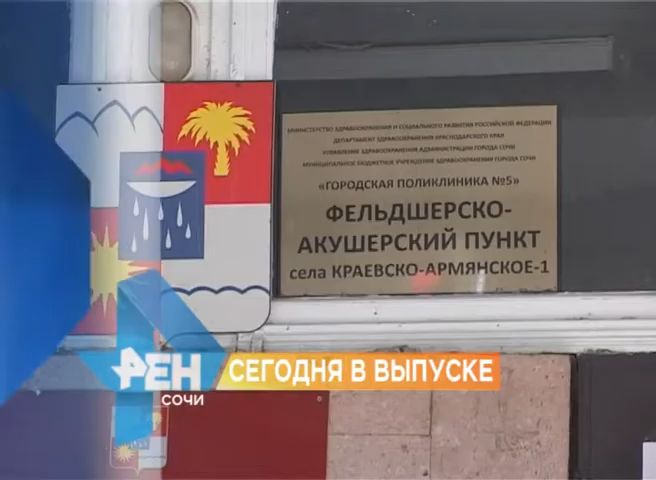 МИНИСТЕРСТВО ЗДРАВООХРАНЕНИЯ И СОЦИАЛЬНОГО РАЗВИТИЯ РОССИЙСКОЙ ФЕДЕРАЦИИ
ДЕПАРТАМЕНТ ЗДРАВООХРАНЕНИЯ КРАСНОДАРСКОГО КРАЯ
УПРАВЛЕНИЕ ЗДРАВООХРАНЕНИЯ АДМИНИСТРАЦИИ ГОРОДА СОЧИ
МУНИЦИПАЛЬНОЕ БЮДЖЕТНОЕ УЧРЕЖДЕНИЕ ЗДРАВООХРАНЕНИЯ ГОРОДА СОЧИ
«ГОРОДСКАЯ ПОЛИКЛИНИКА №5»
ФЕЛЬДШЕРСКО-
АКУШЕРСКИЙ ПУНКТ
села КРАЕВСКО-АРМЯНСКОЕ-1
РЕН СЕГОДНЯ В ВЫПУСКЕ
СОЧИ